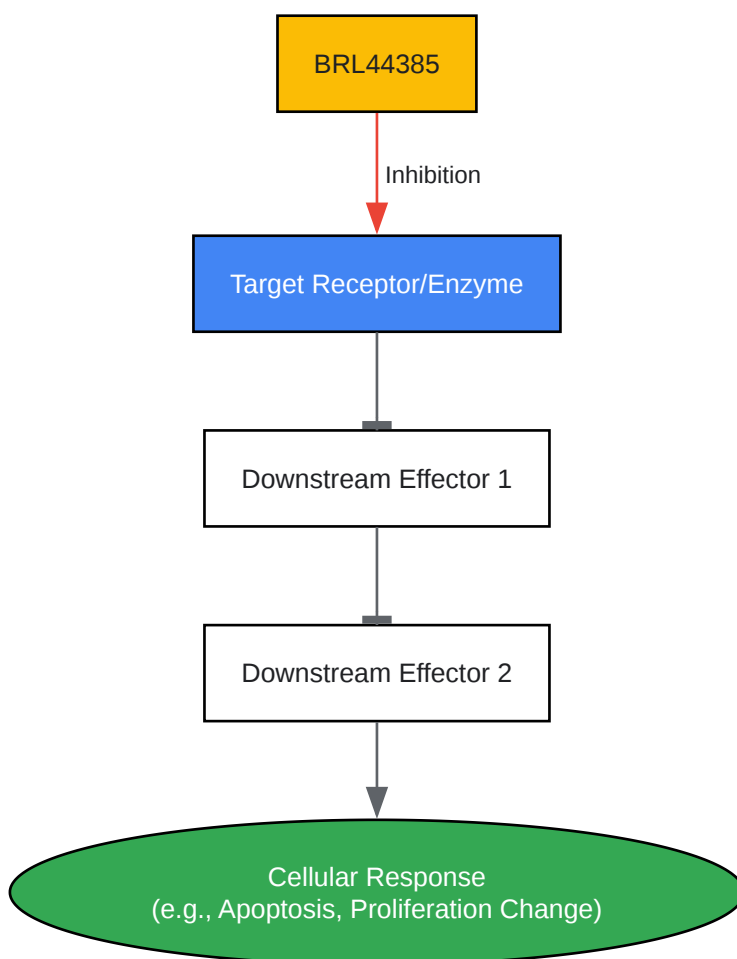 BRL44385
Inhibition
Target Receptor/Enzyme
Downstream Effector 1
Downstream Effector 2
Cellular Response
(e.g., Apoptosis, Proliferation Change)